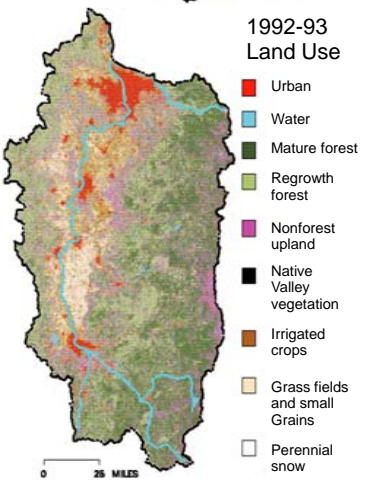 1992-93
Land Use
Urban
Water
Mature forest
Regrowth
forest
Nonforest
upland
Native
Valley
vegetation
Irrigated
crops
Grass fields
and small
Grains
Perennial
snow
0 25 MILES